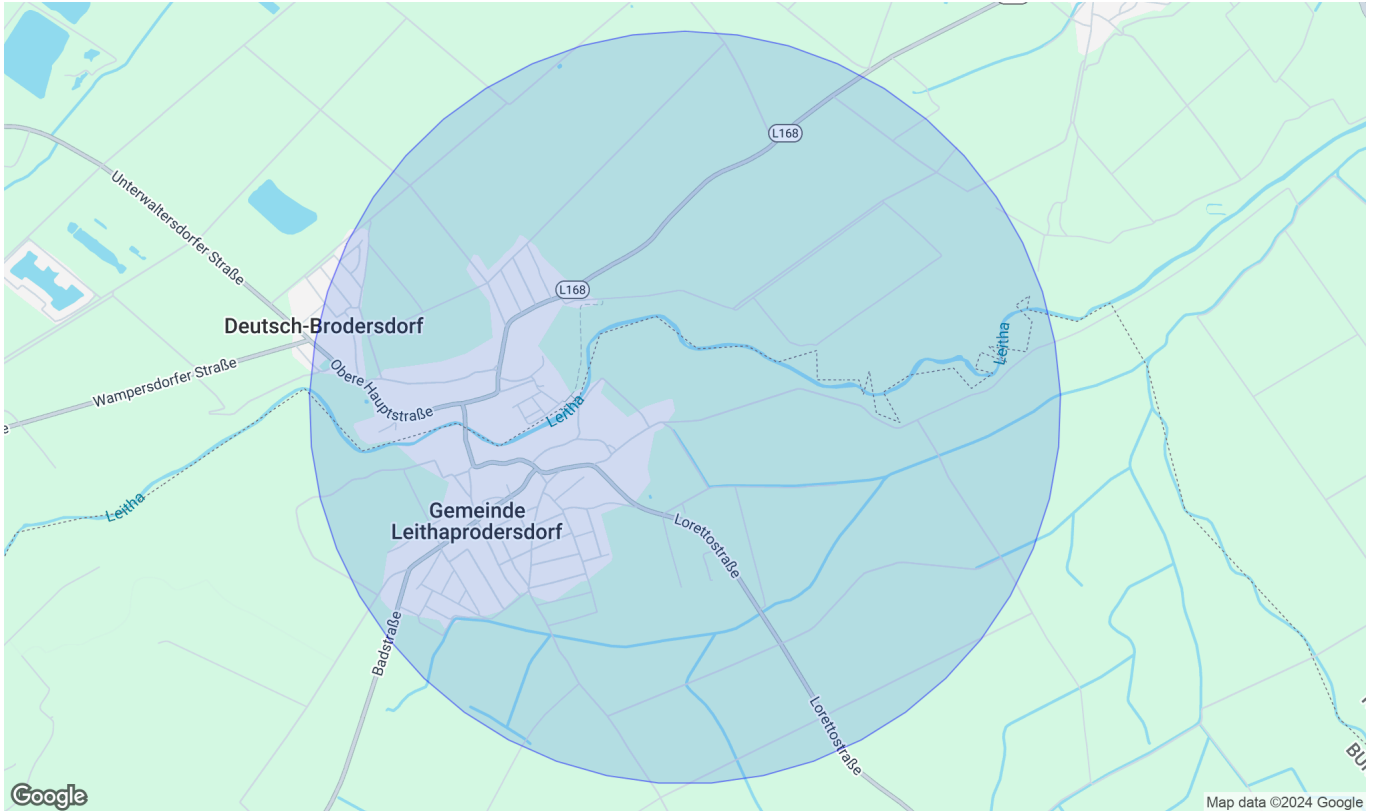 L168
Unterwaltersdorfer Straße
L168
Deutsch-Brodersdorf
Leitha
Wampersdorfer Straße
Obere Hauptstraße
Leitha
Leitha
Gemeinde
Leithaprodersdorf
Lorettostraße
Badstraße
Lorettostraße
Google
Map data ©2024 Google